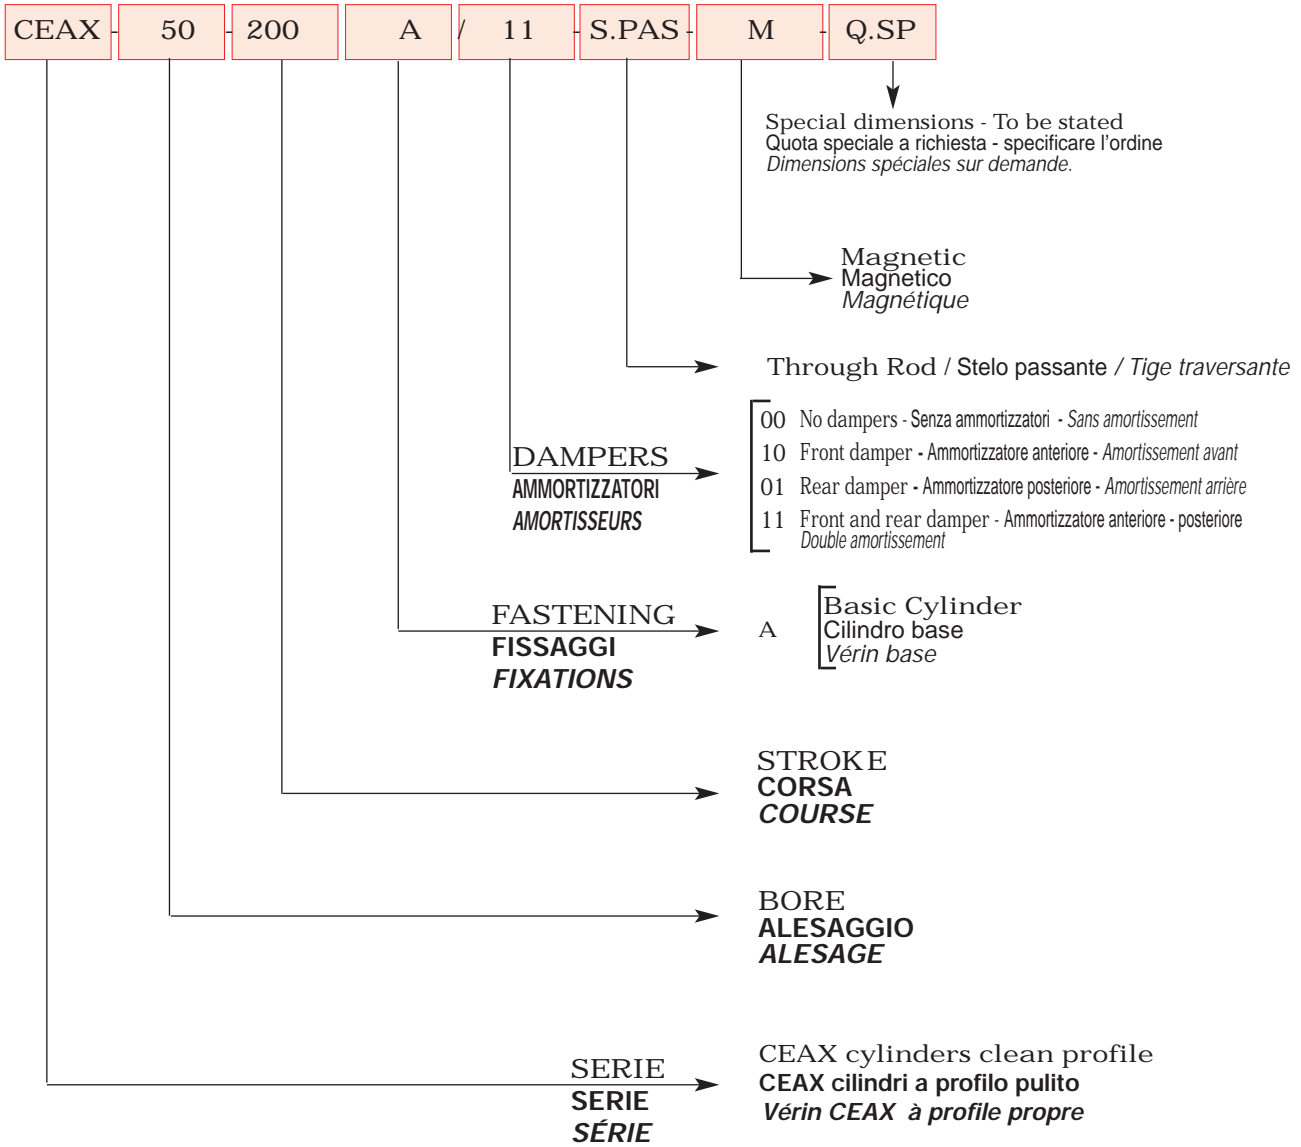 CEAX - 50 - 200 A / 11 - S.PAS - M - Q.SP
Special dimensions - To be stated
Quota speciale a richiesta - specificare l'ordine
Dimensions spéciales sur demande.
Magnetic
Magnetico
Magnétique
Through Rod / Stelo passante / Tige traversante
DAMPERS
AMMORTIZZATORI
AMORTISSEURS
00 No dampers - Senza ammortizzatori - Sans amortissement
10 Front damper - Ammortizzatore anteriore - Amortissement avant
01 Rear damper - Ammortizzatore posteriore - Amortissement arrière
11 Front and rear damper - Ammortizzatore anteriore - posteriore
Double amortissement
FASTENING
FISSAGGI
FIXATIONS
A
Basic Cylinder
Cilindro base
Vérin base
STROKE
CORSA
COURSE
BORE
ALESAGGIO
ALESAGE
SERIE
SERIE
SÉRIE
CEAX cylinders clean profile
CEAX cilindri a profilo pulito
Vérin CEAX à profile propre